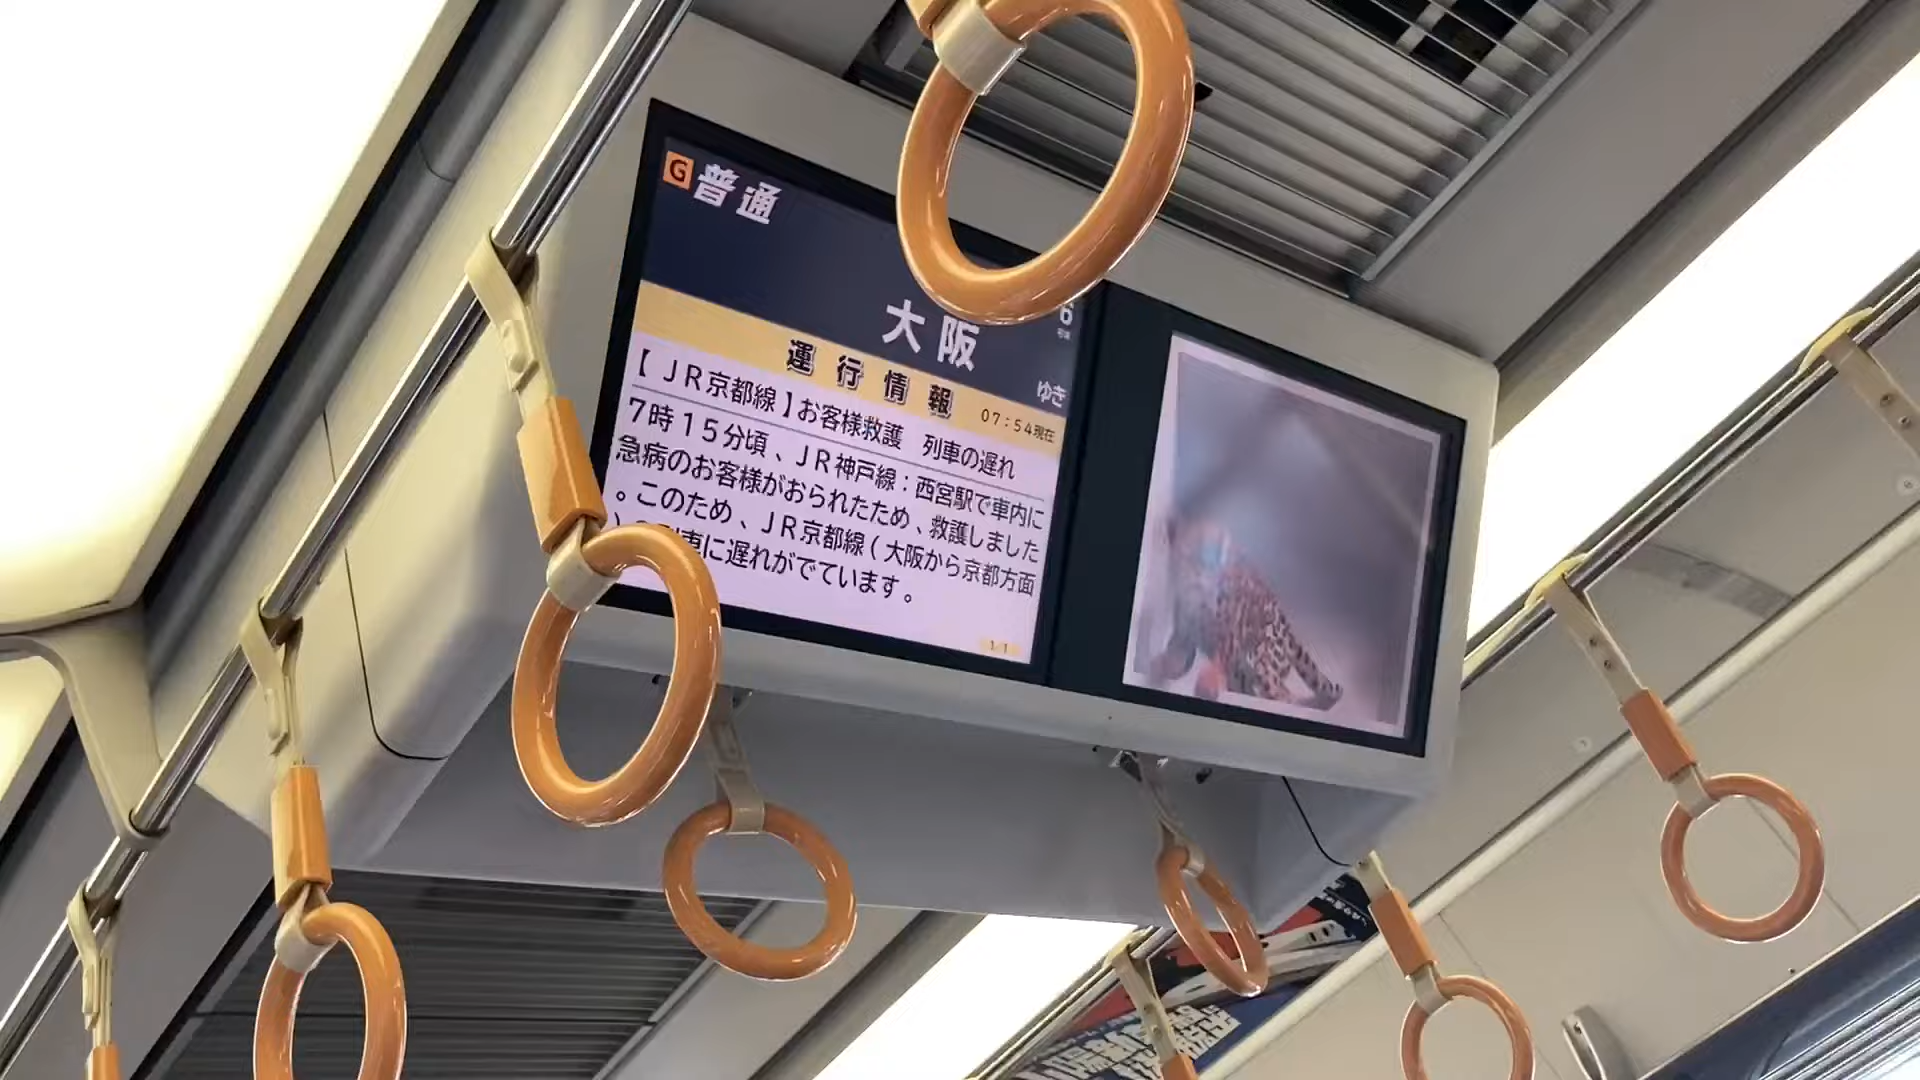 G 普通
大阪
6
ゆき
運行情報 07:54現在
【JR京都線】お客様救護 列車の遅れ
7時15分頃、JR神戸線:西宮駅で車内に
急病のお客様がおられたため、救護しました
。このため、JR京都線(大阪から京都方面
車に遅れがでています。
1/1